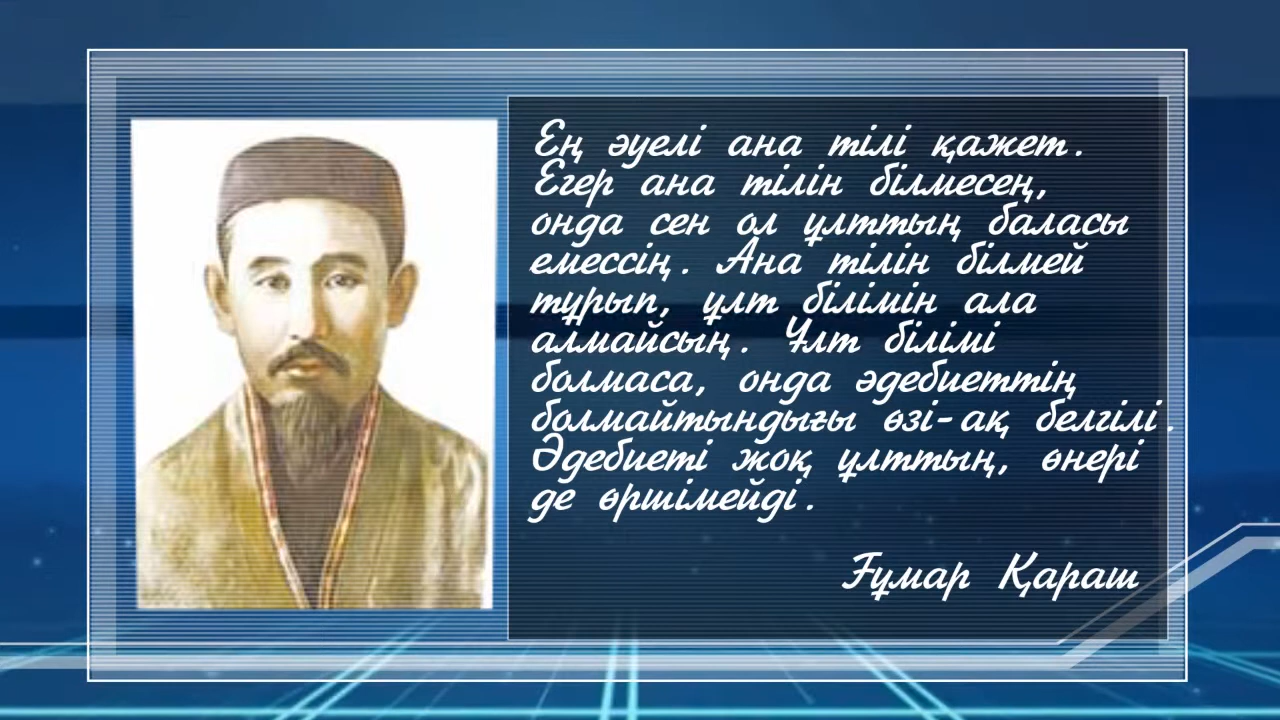 Ең әуелі ана тілі қажет.
Егер ана тілін білмесең,
онда сен ол ұлттың баласы
емессің. Ана тілін білмей
тұрып, ұлт білімін ала
алмайсың. Ұлт білімі
болмаса, онда әдебиеттің
болмайтындығы өзі-ақ белгілі.
Әдебиеті жоқ ұлттың, өнері
де өршімейді.
Ғұмар Қараш